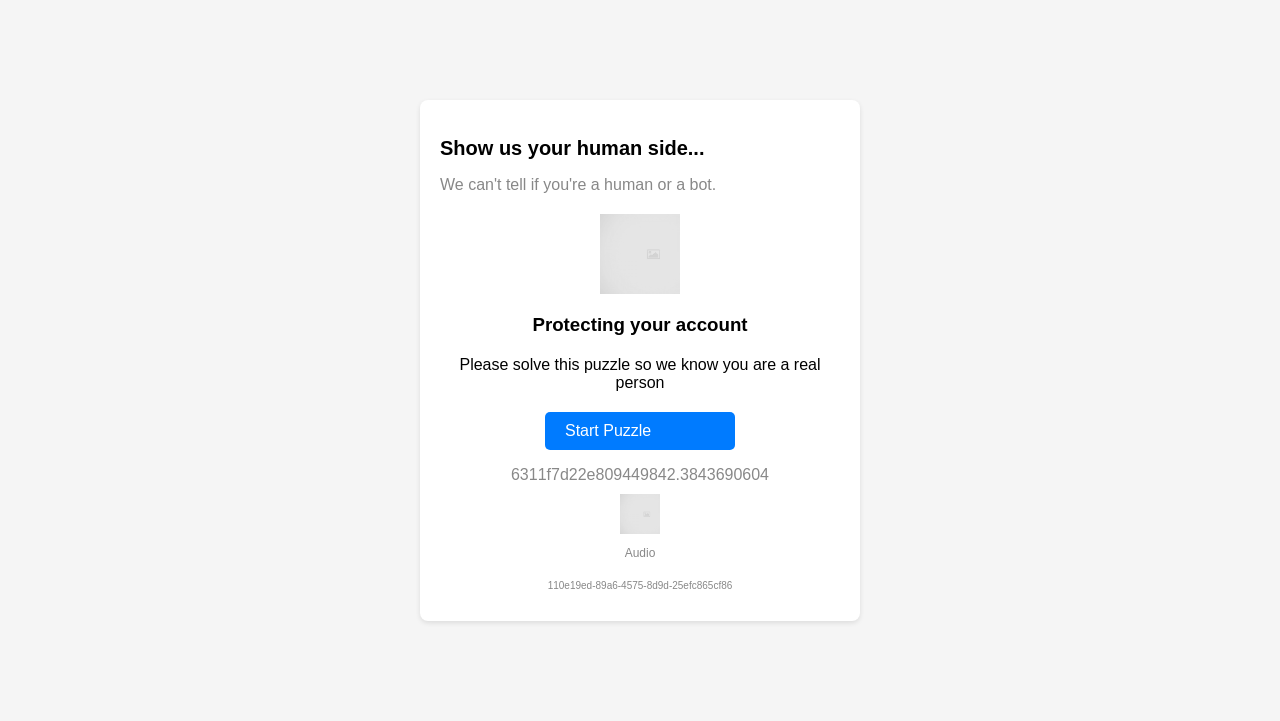 Show us your human side...
We can't tell if you're a human or a bot.
Protecting your account
Please solve this puzzle so we know you are a real
person
Start Puzzle
6311f7d22e809449842.3843690604
Audio
110e19ed-89a6-4575-8d9d-25efc865cf86